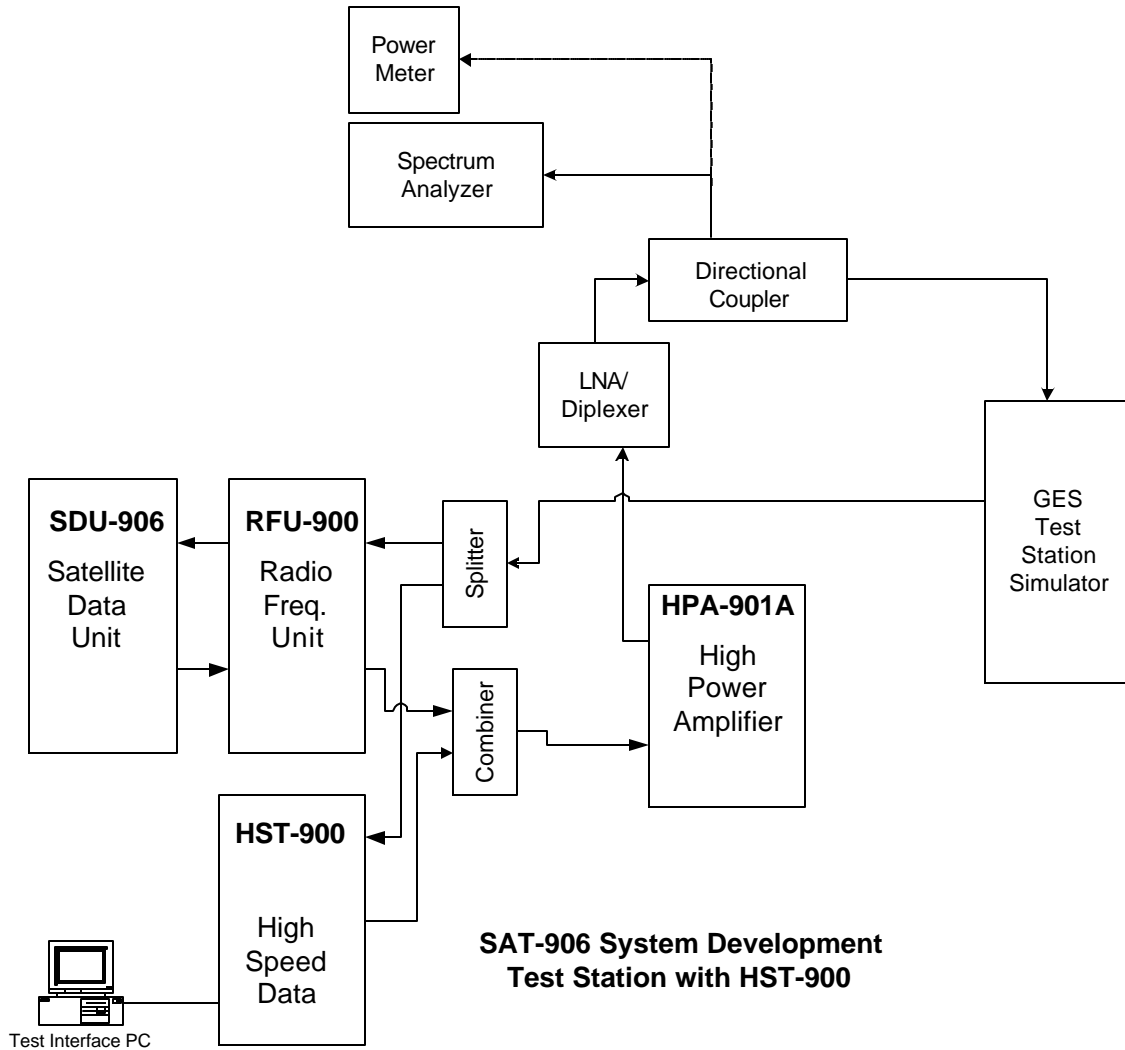 Power
Meter
Spectrum
Analyzer
Directional
Coupler
LNA/
Diplexer
GES
Test
Station
Simulator
SDU-906
Satellite
Data
Unit
RFU-900
Radio
Freq.
Unit
Splitter
HPA-901A
High
Power
Amplifier
Combiner
HST-900
High
Speed
Data
SAT-906 System Development
Test Station with HST-900
Test Interface PC